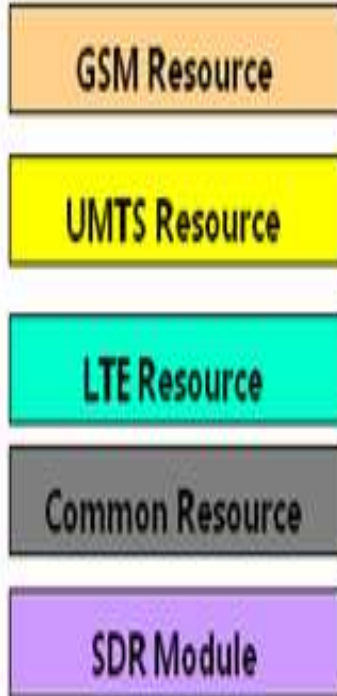 GSM Resource
UMTS Resource
LTE Resource
Common Resource
SDR Module